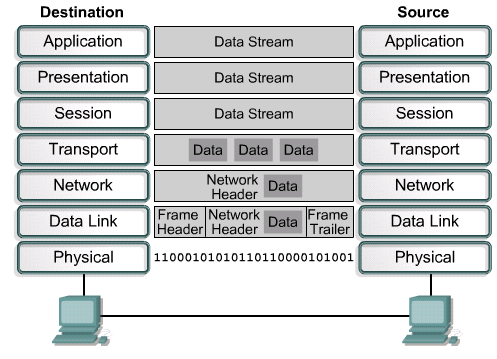 Destination Source
Application Data Stream Application
Presentation Data Stream Presentation
Session Data Stream Session
Transport Data Data Data Transport
Network Network Header Data Network
Data Link Frame Header Network Header Data Frame Trailer Data Link
Physical 1100010101011011000010100‌1 Physical